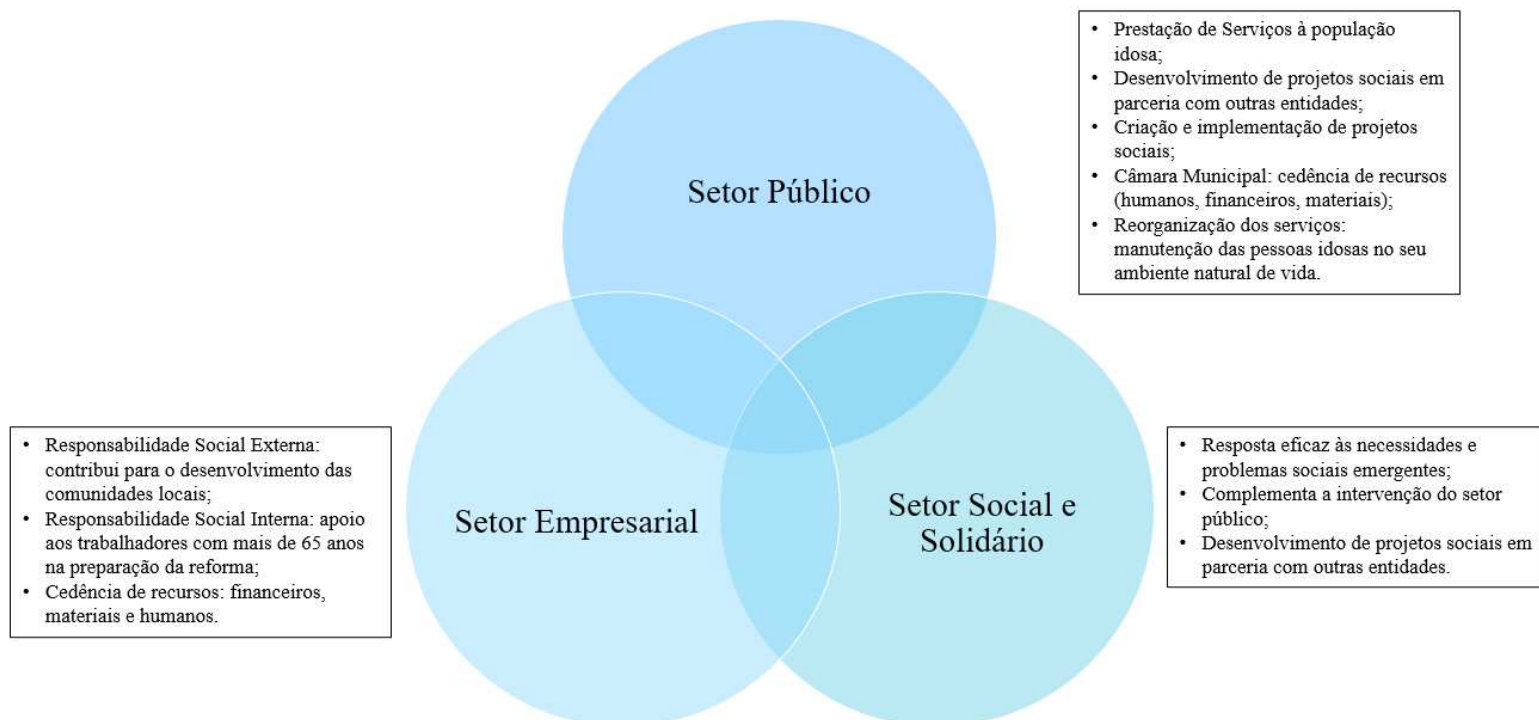 • Prestação de Serviços à população
idosa;
• Desenvolvimento de projetos sociais em
parceria com outras entidades;
• Criação e implementação de projetos
sociais;
• Câmara Municipal: cedência de recursos
(humanos, financeiros, materiais);
• Reorganização dos serviços:
manutenção das pessoas idosas no seu
ambiente natural de vida.
Setor Público
• Responsabilidade Social Externa:
contribui para o desenvolvimento das
comunidades locais;
• Responsabilidade Social Interna: apoio
aos trabalhadores com mais de 65 anos
na preparação da reforma;
• Cedência de recursos: financeiros,
materiais e humanos.
Setor Empresarial
Setor Social e
Solidário
• Resposta eficaz às necessidades e
problemas sociais emergentes;
• Complementa a intervenção do setor
público;
• Desenvolvimento de projetos sociais em
parceria com outras entidades.